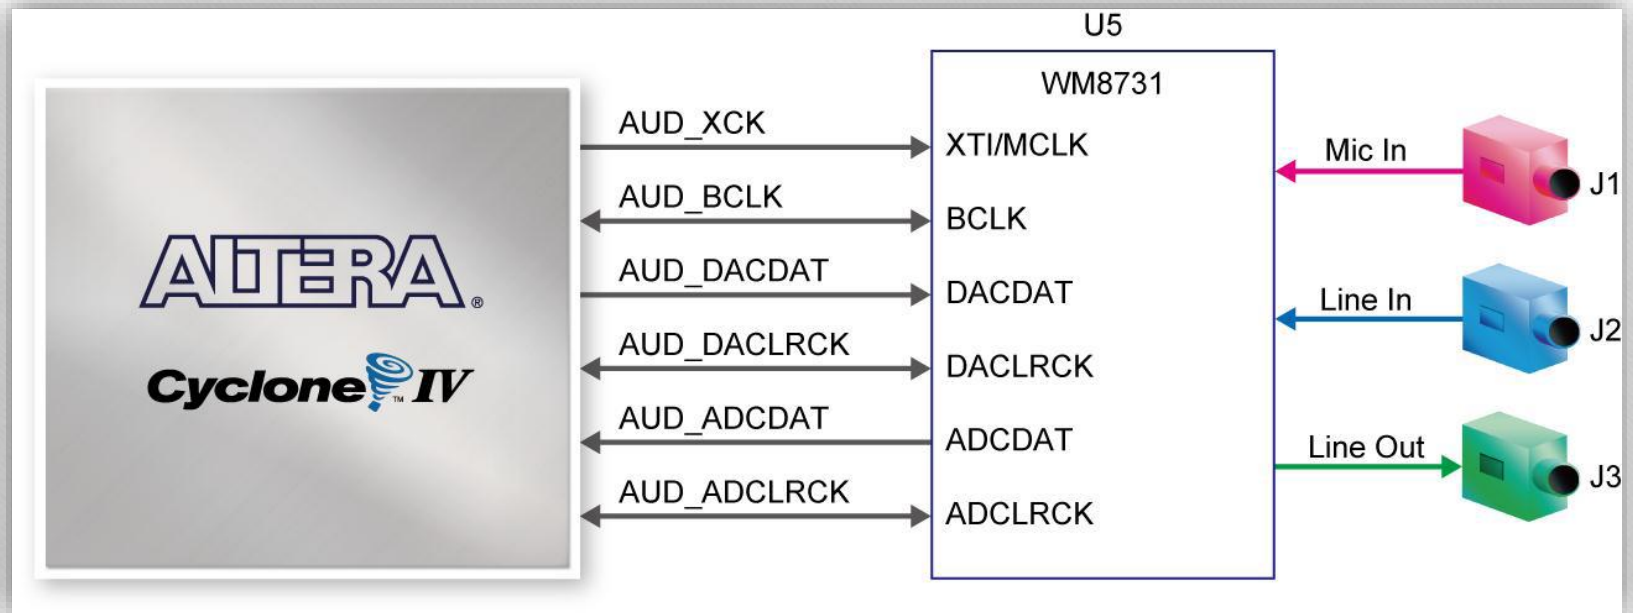 U5
WM8731
AUD_XCK
XTI/MCLK
AUD_BCLK
BCLK
AUD_DACDAT
DACDAT
AUD_DACLRCK
DACLRCK
AUD_ADCDAT
ADCDAT
AUD_ADCLRCK
ADCLRCK
ALTERA®
Cyclone™ IV
Mic In
J1
Line In
J2
Line Out
J3